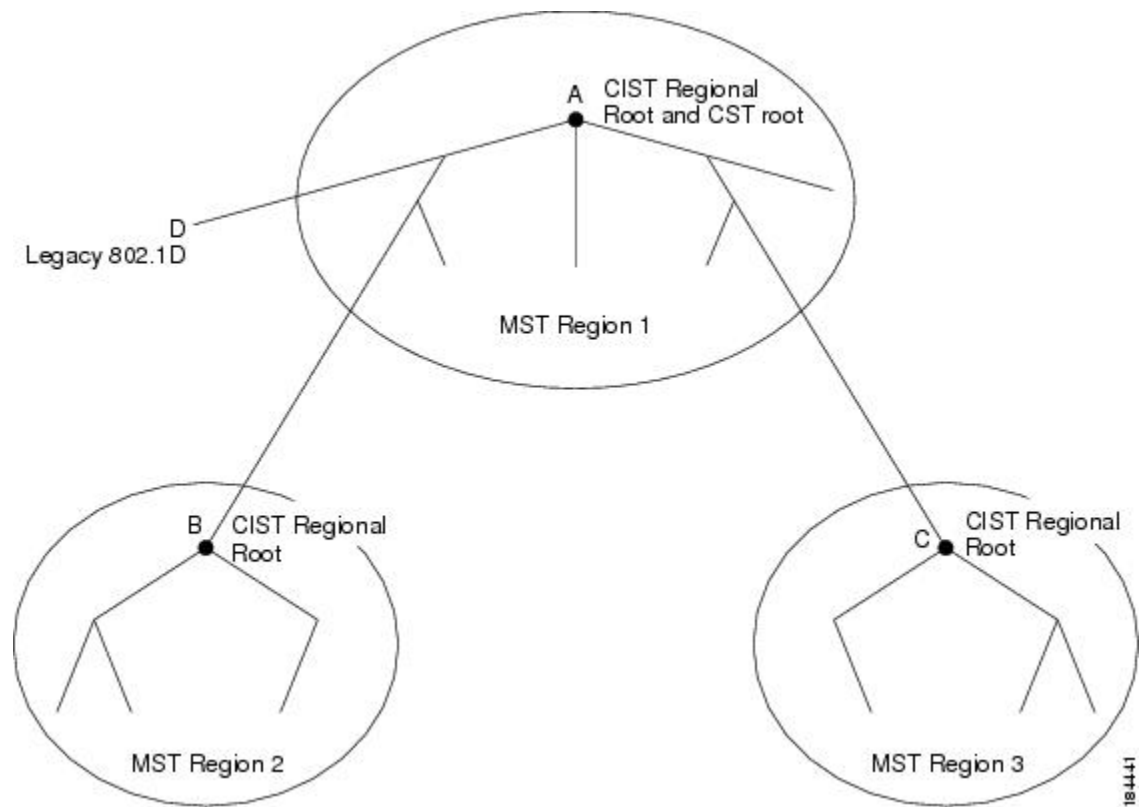 A
CIST Regional
Root and CST root
D
Legacy 802.1D
MST Region 1
B
CIST Regional
Root
C
CIST Regional
Root
MST Region 2
MST Region 3
184441